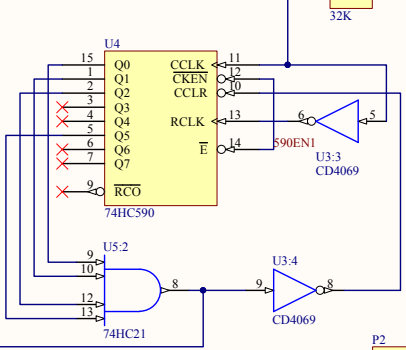 32K
U4
15 Q0 CCLK 11
1 Q1 CKEN 12
2 Q2 CCLR 10
3 Q3
4 Q4 RCLK 13 6 5
5 Q5
6 Q6 E 14 590EN1
7 Q7 U3:3
CD4069
9 RCO
74HC590
U5:2
9 U3:4
10 8 9 8
12
13 CD4069
74HC21
P2